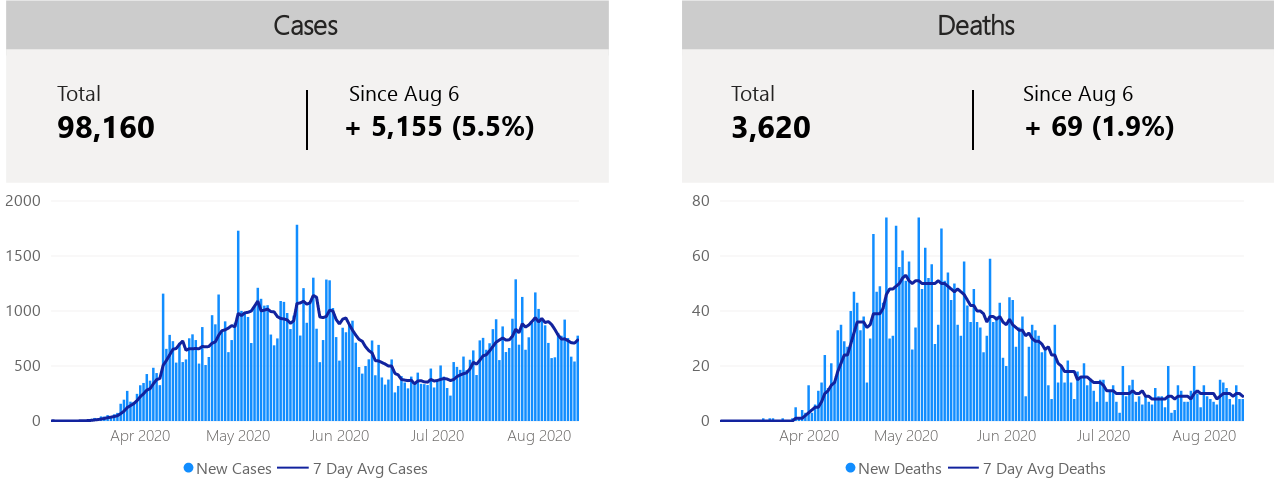 Cases
Total
98,160
Since Aug 6
+ 5,155 (5.5%)
2000
1500
1000
500
0
Apr 2020 May 2020 Jun 2020 Jul 2020 Aug 2020
New Cases 7 Day Avg Cases
Deaths
Total
3,620
Since Aug 6
+ 69 (1.9%)
80
60
40
20
0
Apr 2020 May 2020 Jun 2020 Jul 2020 Aug 2020
New Deaths 7 Day Avg Deaths